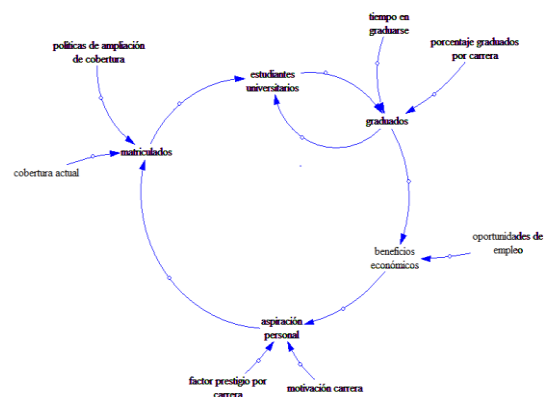 tiempo en
graduarse
políticas de ampliación
de cobertura
porcentaje graduados
por carrera
estudiantes
universitarios
graduados
matriculados
cobertura actual
beneficios
económicos
oportunidades de
empleo
aspiración
personal
factor prestigio por
carrera
motivación carrera